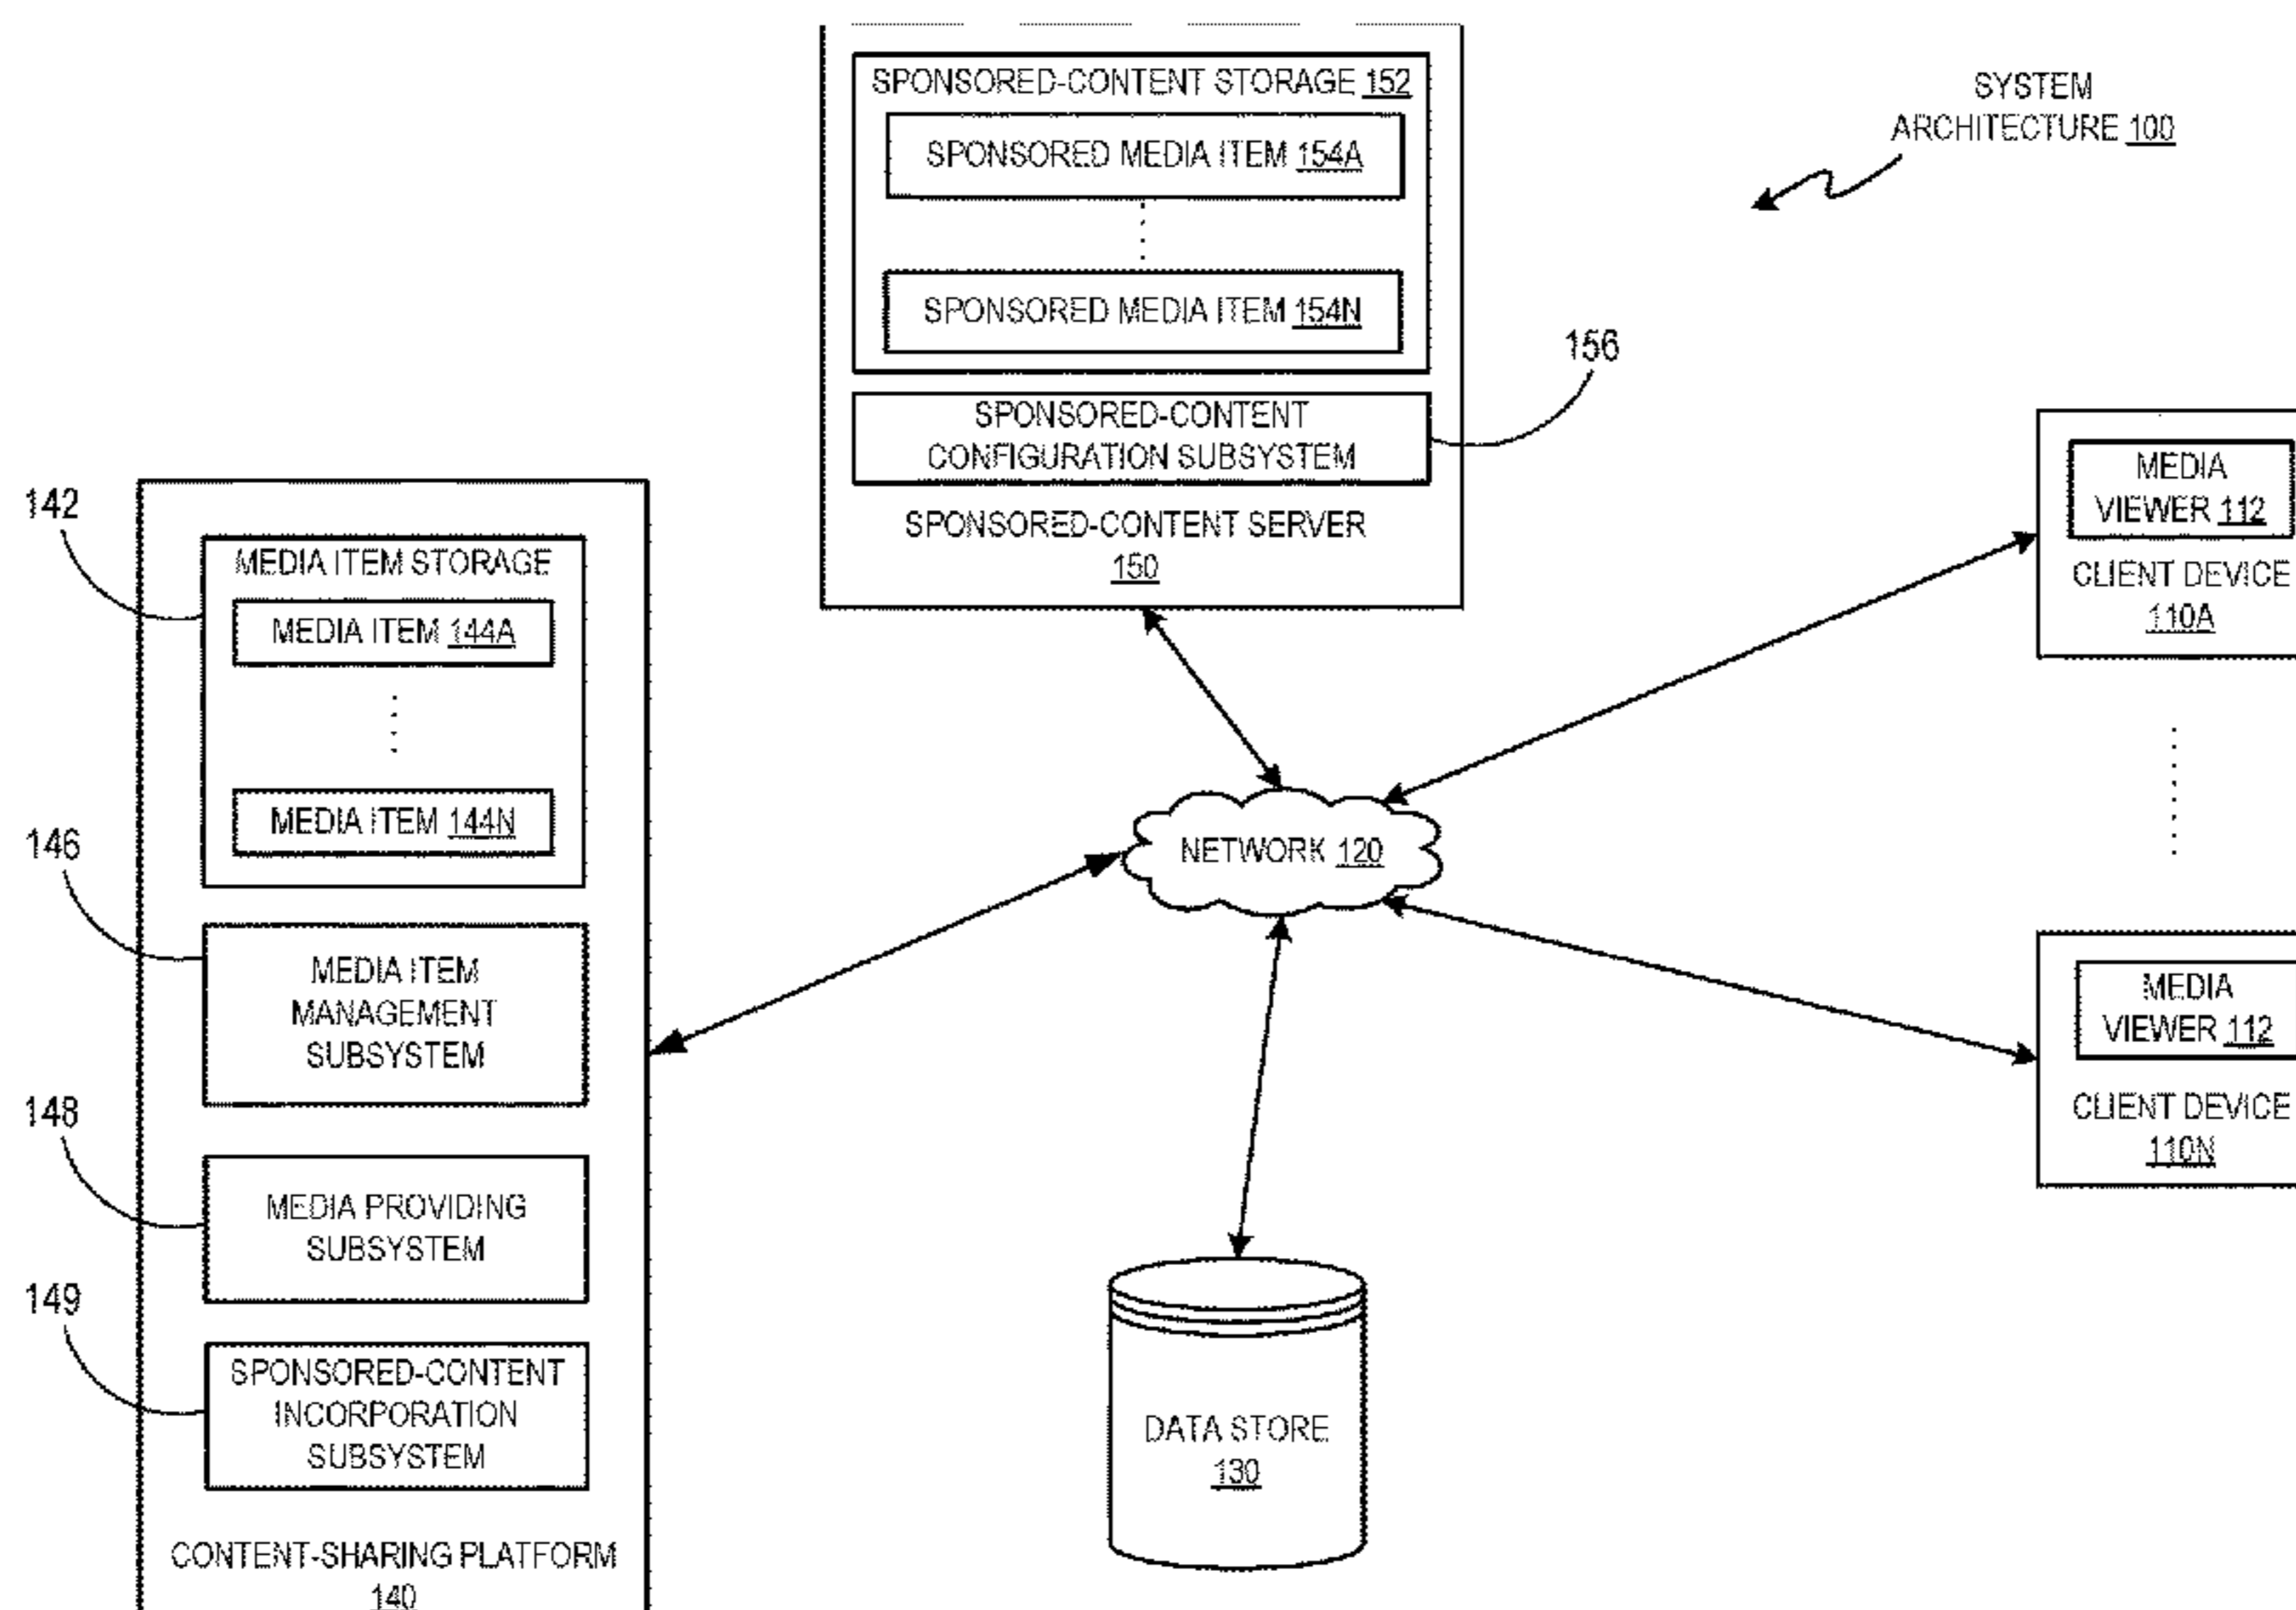 SPONSORED-CONTENT STORAGE 152
SPONSORED MEDIA ITEM 154A
SPONSORED MEDIA ITEM 154N
SPONSORED-CONTENT
CONFIGURATION SUBSYSTEM
156
SPONSORED-CONTENT SERVER
150
SYSTEM
ARCHITECTURE 100
MEDIA
VIEWER 112
CLIENT DEVICE
110A
142
MEDIA ITEM STORAGE
MEDIA ITEM 144A
MEDIA ITEM 144N
146
MEDIA ITEM
MANAGEMENT
SUBSYSTEM
148
MEDIA PROVIDING
SUBSYSTEM
149
SPONSORED-CONTENT
INCORPORATION
SUBSYSTEM
CONTENT-SHARING PLATFORM
140
NETWORK 120
MEDIA
VIEWER 112
CLIENT DEVICE
110N
DATA STORE
130